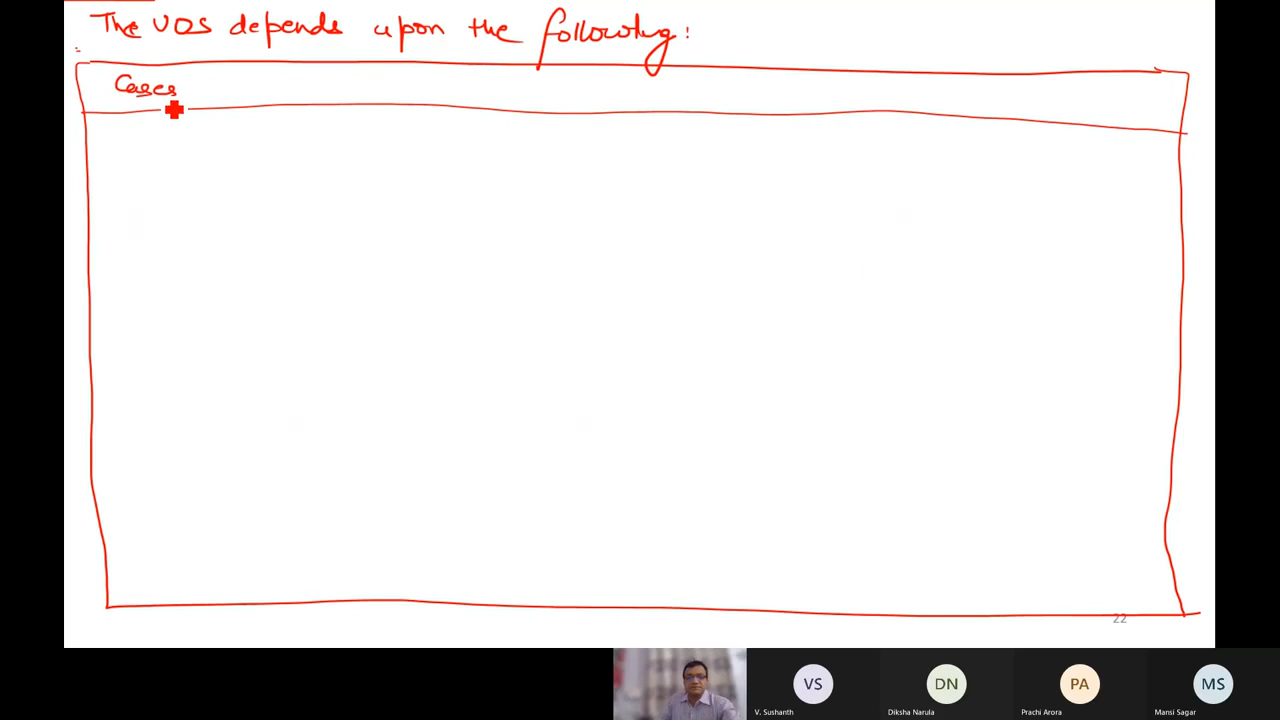 The VOS depends upon the following:
Cases
22
VS
DN
PA
MS
V. Sushanth
Diksha Narula
Prachi Arora
Mansi Sagar